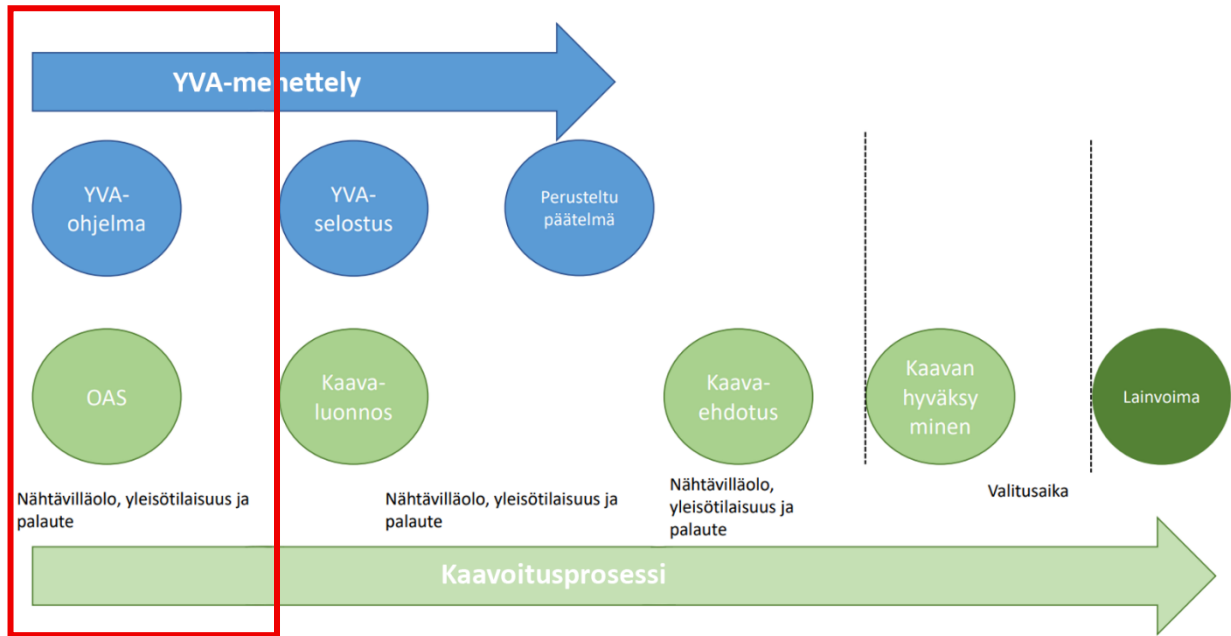 YVA-menettely
YVA-
ohjelma
YVA-
selostus
Perusteltu
päätelmä
OAS
Kaava-
luonnos
Kaava-
ehdotus
Kaavan
hyväksy
minen
Lainvoima
Nähtävilläolo, yleisötilaisuus ja
palaute
Nähtävilläolo, yleisötilaisuus ja
palaute
Nähtävilläolo,
yleisötilaisuus ja
palaute
Valitusaika
Kaavoitusprosessi